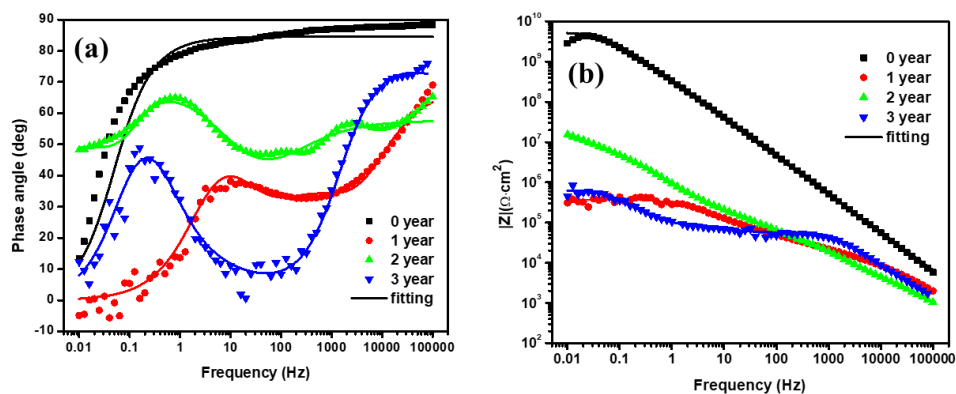 (a)
90
80
70
60
50
40
30
20
10
0
-10
Phase angle (deg)
0 year
1 year
2 year
3 year
fitting
0.01 0.1 1 10 100 1000 10000 100000
Frequency (Hz)
(b)
10^10
10^9
10^8
10^7
10^6
10^5
10^4
10^3
10^2
|Z|(Ω·cm^2)
0 year
1 year
2 year
3 year
fitting
0.01 0.1 1 10 100 1000 10000 100000
Frequency (Hz)